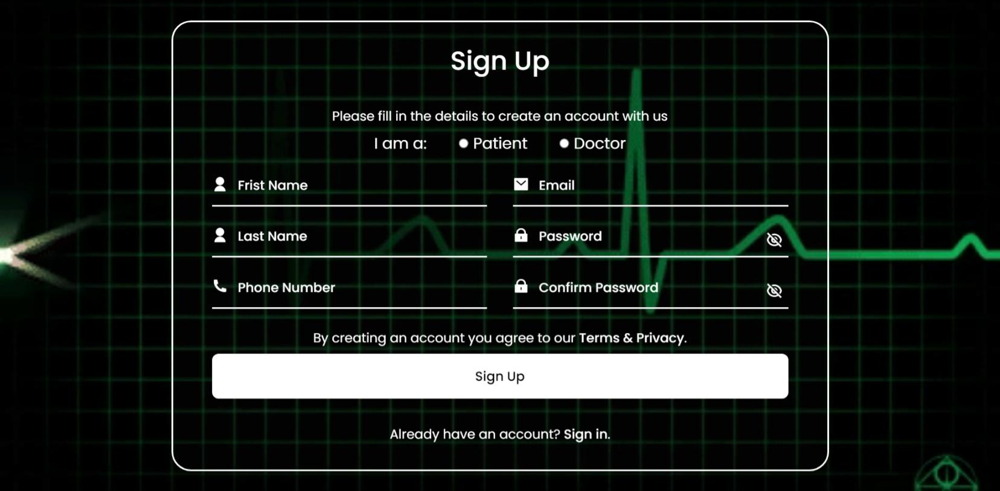 Sign Up
Please fill in the details to create an account with us
I am a: Patient Doctor
Frist Name
Email
Last Name
Password
Phone Number
Confirm Password
By creating an account you agree to our Terms & Privacy.
Sign Up
Already have an account? Sign in.